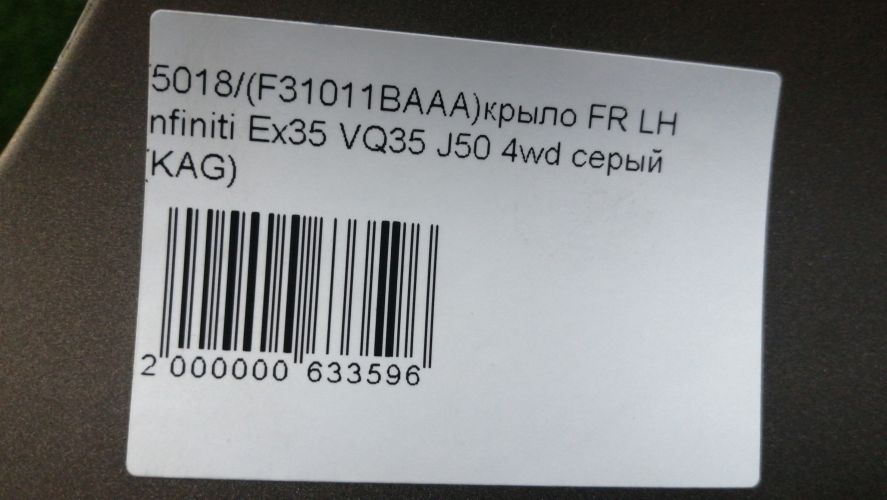 5018/(F31011BAAA)крыло FR LH
nfiniti Ex35 VQ35 J50 4wd серый
(KAG)
2 000000 633596